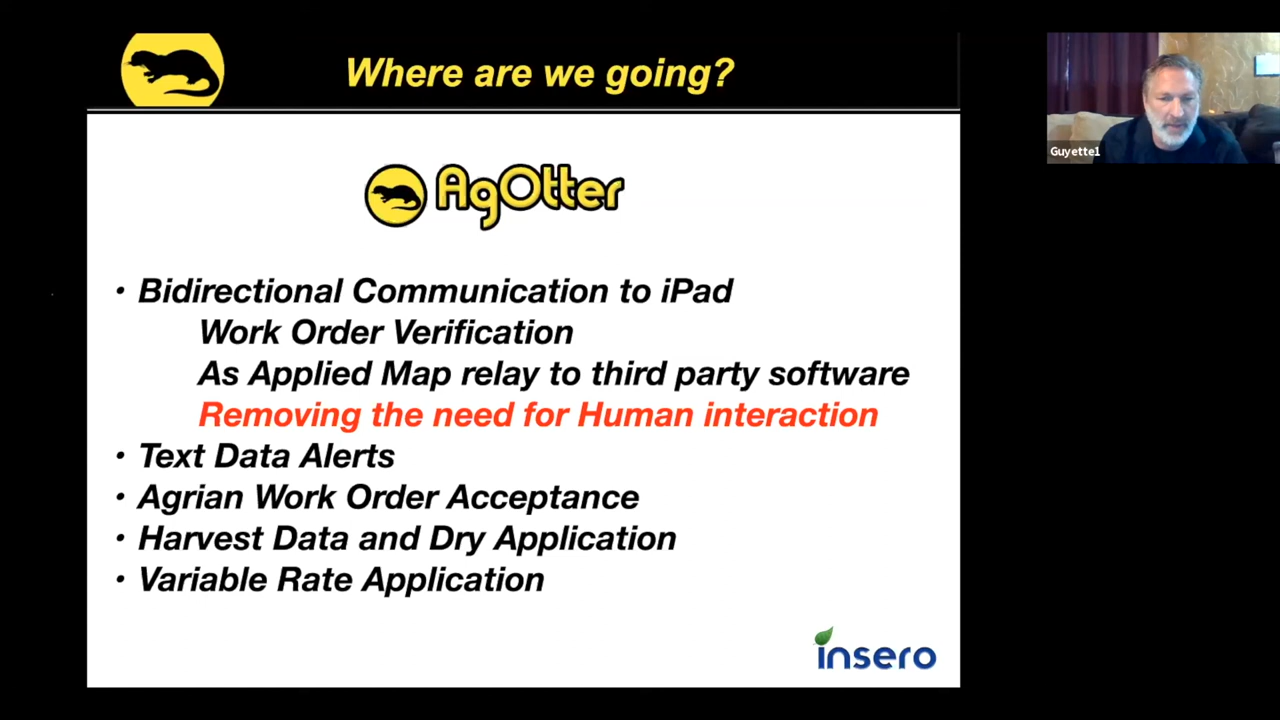 Where are we going?
Guyette1
AgOtter
• Bidirectional Communication to iPad
Work Order Verification
As Applied Map relay to third party software
Removing the need for Human interaction
• Text Data Alerts
• Agrian Work Order Acceptance
• Harvest Data and Dry Application
• Variable Rate Application
insero